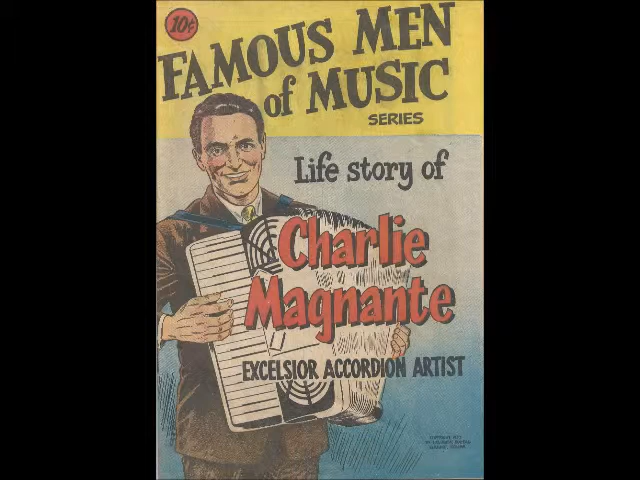 10¢
FAMOUS MEN
of MUSIC
SERIES
Life story of
Charlie
Magnante
EXCELSIOR ACCORDION ARTIST